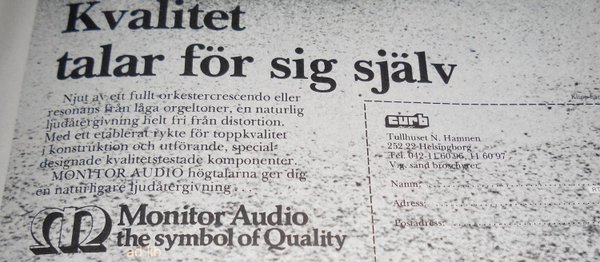 Kvalitet
talar för sig själv
Njut av ett fullt orkestercrescendo eller
resonans från låga orgeltoner, en naturlig
ljudåtergivning helt fri från distortion.
Med ett etablerat rykte för toppkvalitet
i konstruktion och utförande, special-
designade kvalitetstestade komponenter.
MONITOR AUDIO högtalarna ger dig
en naturligare ljudåtergivning . . .
Monitor Audio
the symbol of Quality
curb
Tullhuset N. Hamnen
252 22 Helsingborg
Tel. 042-11 60 96, 11 60 97
V.g. sänd broschyrer
Namn:
Adress:
Postadress: